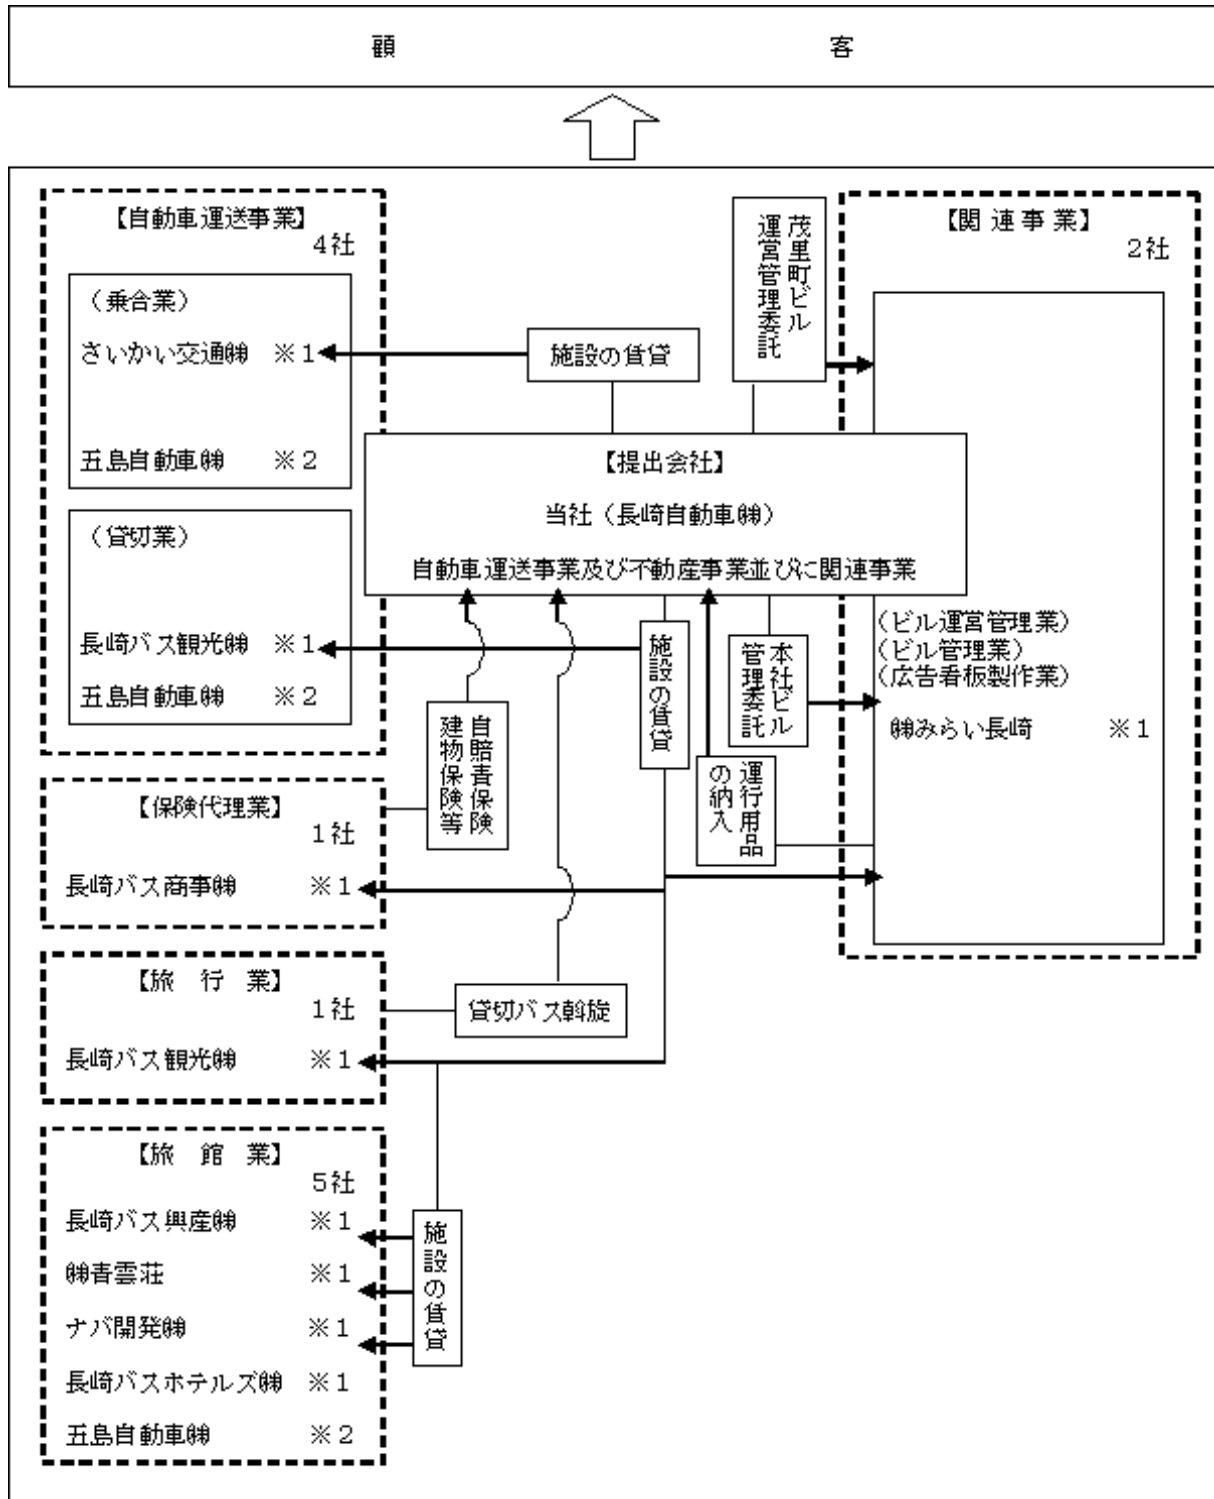 顧　客
【自動車運送事業】
4社
（乗合業）
さいかい交通㈱　※1
五島自動車㈱　※2
（貸切業）
長崎バス観光㈱　※1
五島自動車㈱　※2
施設の賃貸
茂里町ビル
運営管理委託
【関連事業】
2社
【提出会社】
当社（長崎自動車㈱）
自動車運送事業及び不動産事業並びに関連事業
（ビル運営管理業）
（ビル管理業）
（広告看板製作業）
㈱みらい長崎　※1
施設の賃貸
本社ビル
管理委託
運行用品
の納入
自賠責保険
建物保険等
【保険代理業】
1社
長崎バス商事㈱　※1
【旅　行　業】
1社
長崎バス観光㈱　※1
貸切バス斡旋
【旅　館　業】
5社
長崎バス興産㈱　※1
㈱青雲荘　※1
ナバ開発㈱　※1
長崎バスホテルズ㈱　※1
五島自動車㈱　※2
施設の賃貸